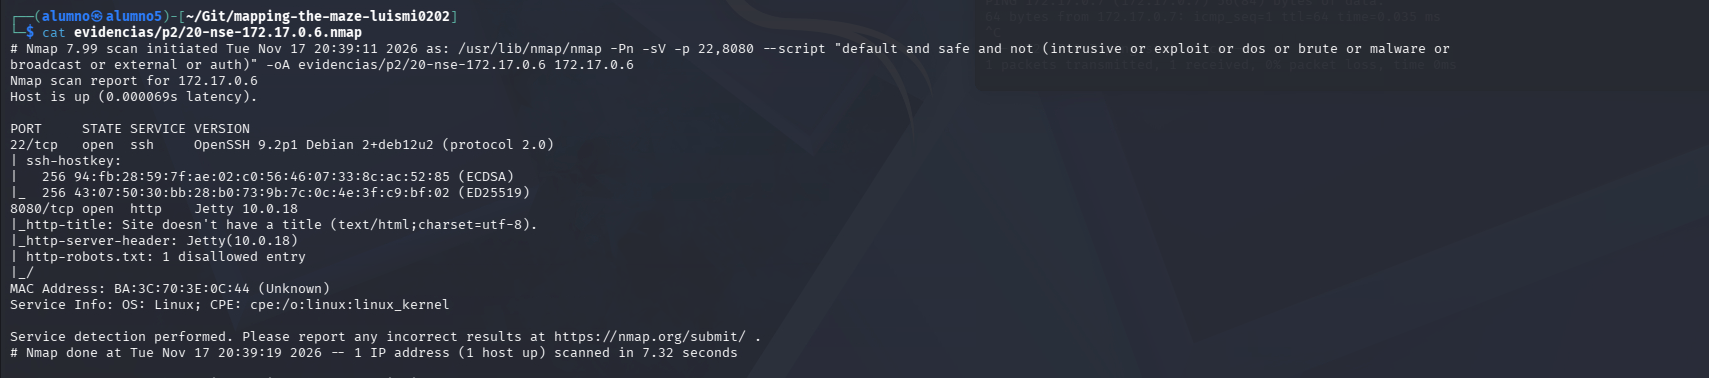 ┌──(alumno㉿alumno5)-[~/Git/mapping-the-maze-luismi0202]
└─$ cat evidencias/p2/20-nse-172.17.0.6.nmap
# Nmap 7.99 scan initiated Tue Nov 17 20:39:11 2026 as: /usr/lib/nmap/nmap -Pn -sV -p 22,8080 --script "default and safe and not (intrusive or exploit or dos or brute or malware or
broadcast or external or auth)" -oA evidencias/p2/20-nse-172.17.0.6 172.17.0.6
Nmap scan report for 172.17.0.6
Host is up (0.000069s latency).

PORT     STATE SERVICE VERSION
22/tcp   open  ssh     OpenSSH 9.2p1 Debian 2+deb12u2 (protocol 2.0)
| ssh-hostkey:
|   256 94:fb:28:59:7f:ae:02:c0:56:46:07:33:8c:ac:52:85 (ECDSA)
|_  256 43:07:50:30:bb:28:b0:73:9b:7c:0c:4e:3f:c9:bf:02 (ED25519)
8080/tcp open  http    Jetty 10.0.18
|_http-title: Site doesn't have a title (text/html;charset=utf-8).
|_http-server-header: Jetty(10.0.18)
| http-robots.txt: 1 disallowed entry
|_/
MAC Address: BA:3C:70:3E:0C:44 (Unknown)
Service Info: OS: Linux; CPE: cpe:/o:linux:linux_kernel

Service detection performed. Please report any incorrect results at https://nmap.org/submit/ .
# Nmap done at Tue Nov 17 20:39:19 2026 -- 1 IP address (1 host up) scanned in 7.32 seconds